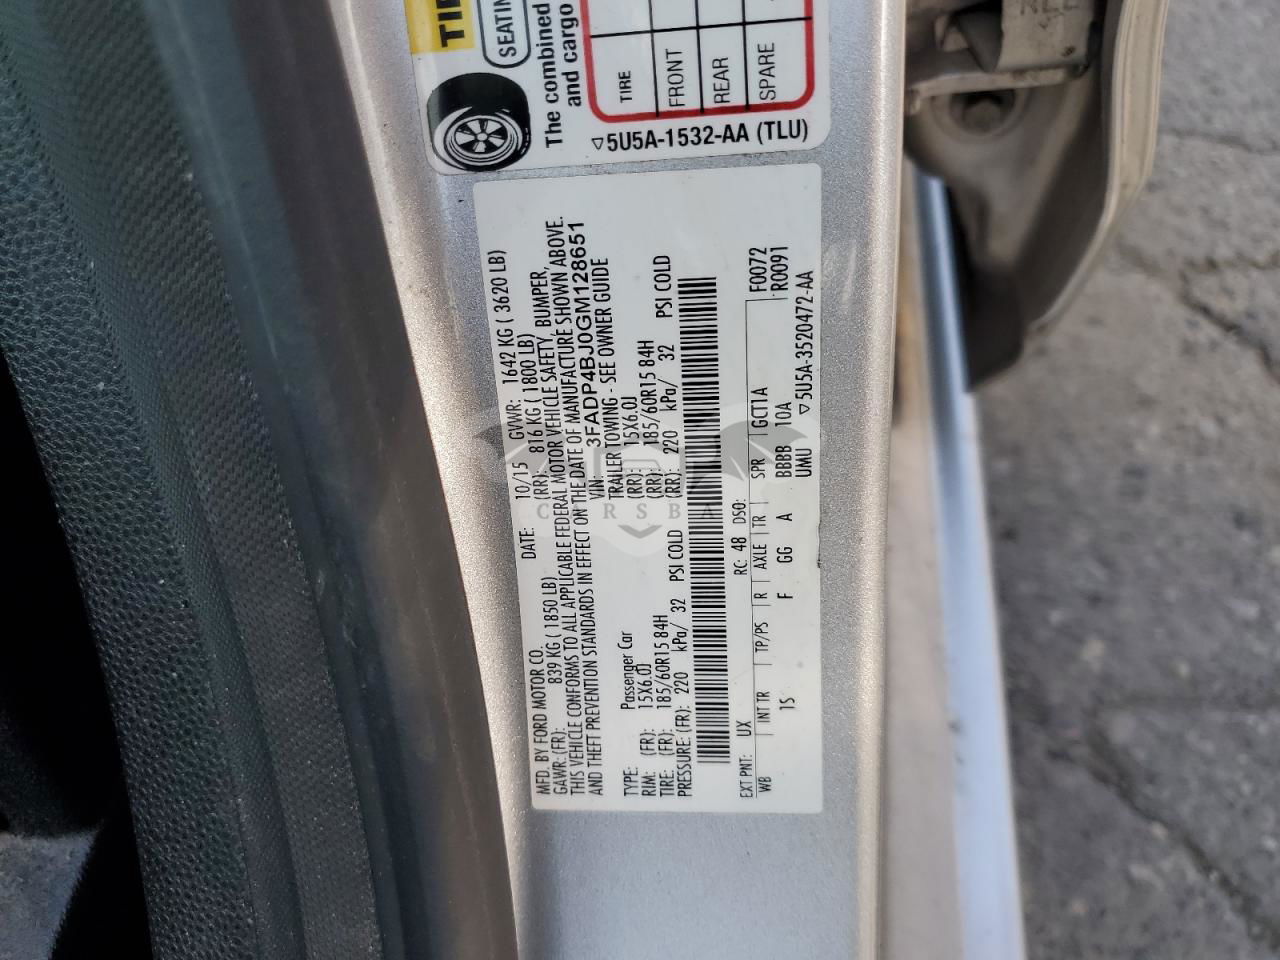 TIRE
SEATIN
The combined
and cargo
TIRE
FRONT
REAR
SPARE
▽5U5A-1532-AA (TLU)
MFD. BY FORD MOTOR CO. DATE: 10/15 GVWR: 1642 KG ( 3620 LB)
GAWR: (FR): 839 KG ( 1850 LB) (RR): 816 KG ( 1800 LB)
THIS VEHICLE CONFORMS TO ALL APPLICABLE FEDERAL MOTOR VEHICLE SAFETY, BUMPER,
AND THEFT PREVENTION STANDARDS IN EFFECT ON THE DATE OF MANUFACTURE SHOWN ABOVE.
VIN: 3FADP4BJ0GM128651
TYPE: Passenger Car TRAILER TOWING - SEE OWNER GUIDE
RIM: (FR): 15X6.0J (RR): 15X6.0J
TIRE: (FR): 185/60R15 84H (RR): 185/60R15 84H
PRESSURE: (FR): 220 kPa/ 32 PSI COLD (RR): 220 kPa/ 32 PSI COLD
EXT PNT: UX RC: 48 DSO: F0072
R0091
WB INT TR TP/PS R AXLE TR SPR GCT1A
1S F GG A BBBB 10A
UMU ▽5U5A-3520472-AA